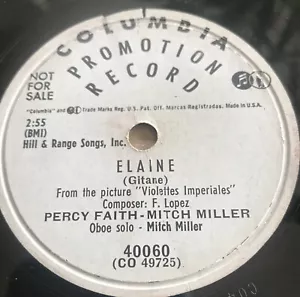 COLUMBIA
PROMOTION
RECORD
NOT
FOR
SALE
"Columbia" and Trade Marks Reg. U.S. Pat. Off. Marcas Registradas. Made in U.S.A.
2:55
(BMI)
Hill & Range Songs, Inc.
ELAINE
(Gitane)
From the picture "Violettes Imperiales"
Composer: F. Lopez
PERCY FAITH-MITCH MILLER
Oboe solo - Mitch Miller
40060
(CO 49725)